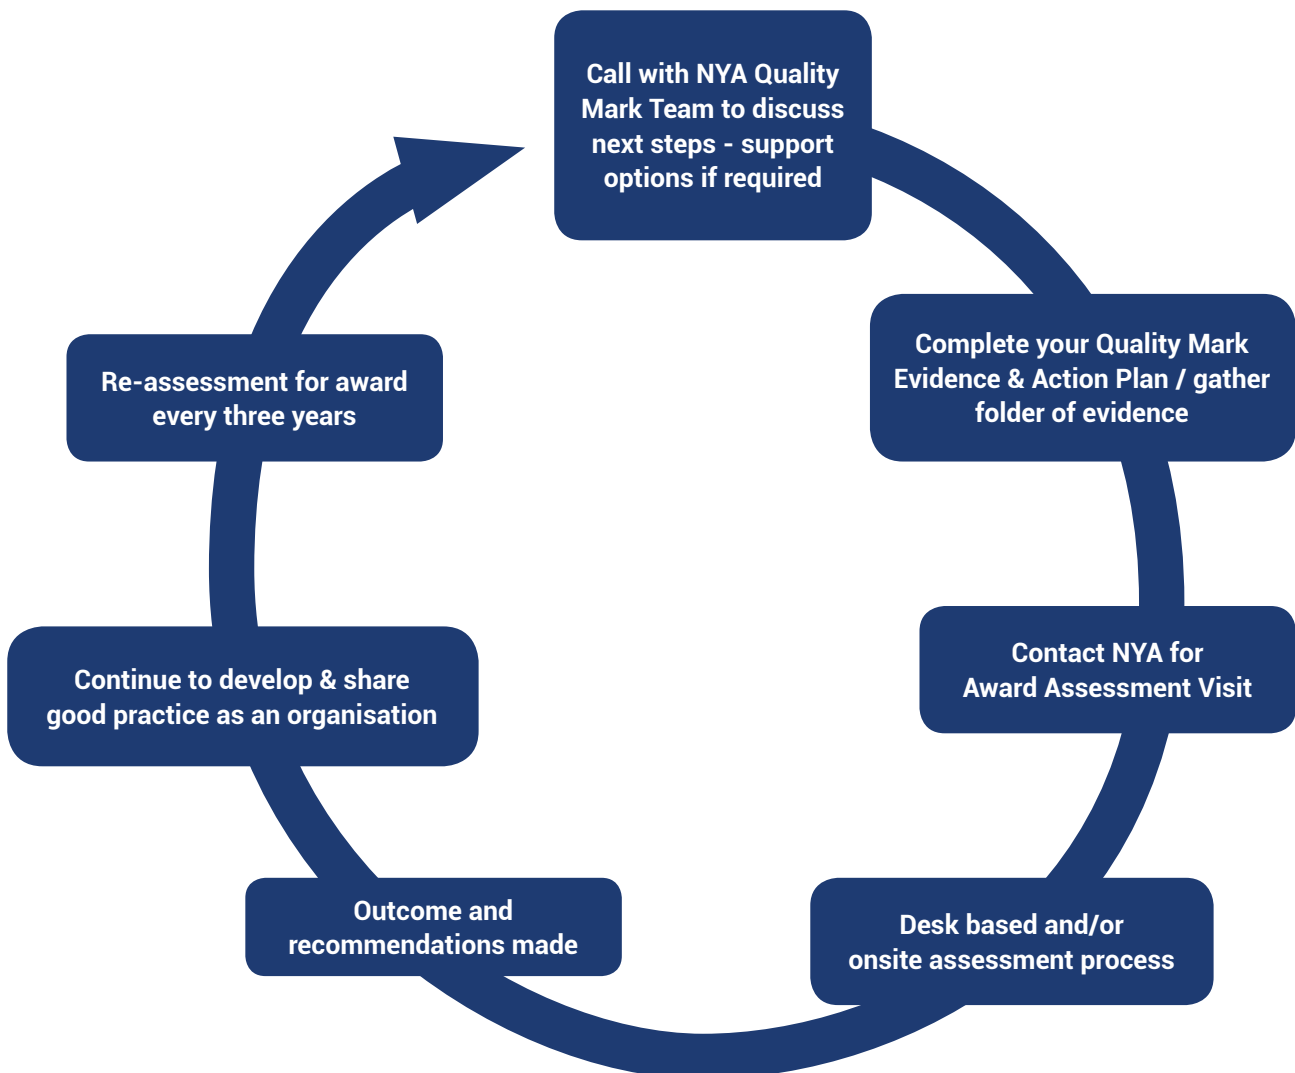 Call with NYA Quality
Mark Team to discuss
next steps - support
options if required
Complete your Quality Mark
Evidence & Action Plan / gather
folder of evidence
Contact NYA for
Award Assessment Visit
Desk based and/or
onsite assessment process
Outcome and
recommendations made
Continue to develop & share
good practice as an organisation
Re-assessment for award
every three years